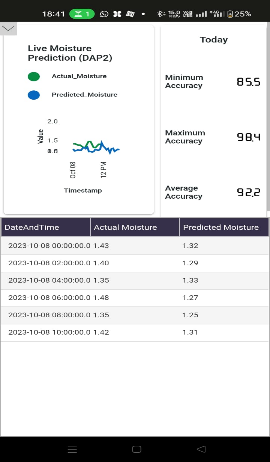 18:41
1
25%
Live Moisture
Prediction (DAP2)
Actual_Moisture
Predicted_Moisture
2.0
1.5
Value
Oct 08
12 PM
Timestamp
Today
Minimum
Accuracy
85.5
Maximum
Accuracy
98.4
Average
Accuracy
92.2
DateAndTime Actual Moisture Predicted Moisture
2023-10-08 00:00:00.0 1.43 1.32
2023-10-08 02:00:00.0 1.40 1.29
2023-10-08 04:00:00.0 1.35 1.33
2023-10-08 06:00:00.0 1.48 1.27
2023-10-08 08:00:00.0 1.35 1.25
2023-10-08 10:00:00.0 1.42 1.31